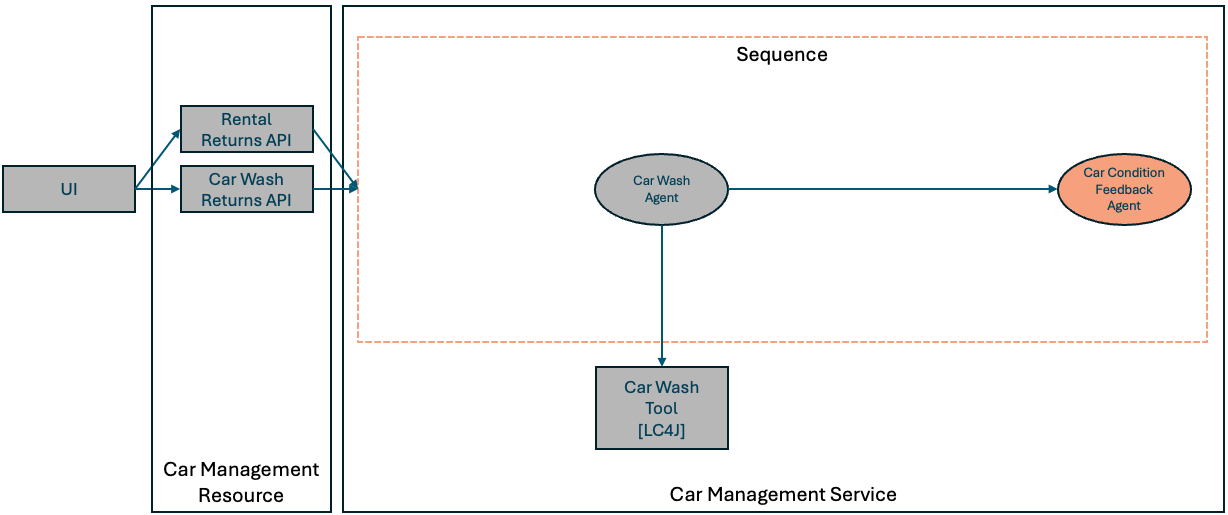 Sequence
Rental
Returns API
UI
Car Wash
Returns API
Car Wash
Agent
Car Condition
Feedback
Agent
Car Wash
Tool
[LC4J]
Car Management
Resource
Car Management Service